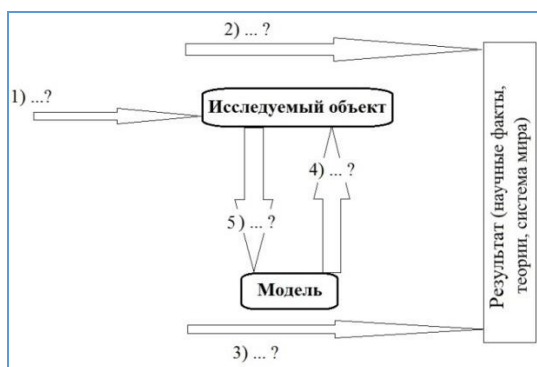 2) ... ?
1) ...?
Исследуемый объект
4) ... ?
5) ... ?
Модель
3) ... ?
Результат (научные факты,
теории, система мира)